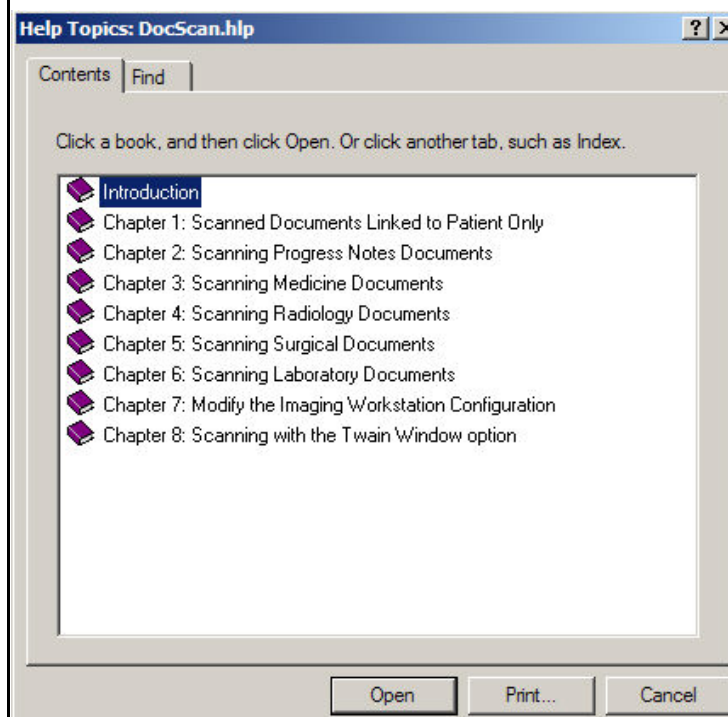 Help Topics: DocScan.hlp
Contents
Find
Click a book, and then click Open. Or click another tab, such as Index.
Introduction
Chapter 1: Scanned Documents Linked to Patient Only
Chapter 2: Scanning Progress Notes Documents
Chapter 3: Scanning Medicine Documents
Chapter 4: Scanning Radiology Documents
Chapter 5: Scanning Surgical Documents
Chapter 6: Scanning Laboratory Documents
Chapter 7: Modify the Imaging Workstation Configuration
Chapter 8: Scanning with the Twain Window option
Open
Print...
Cancel